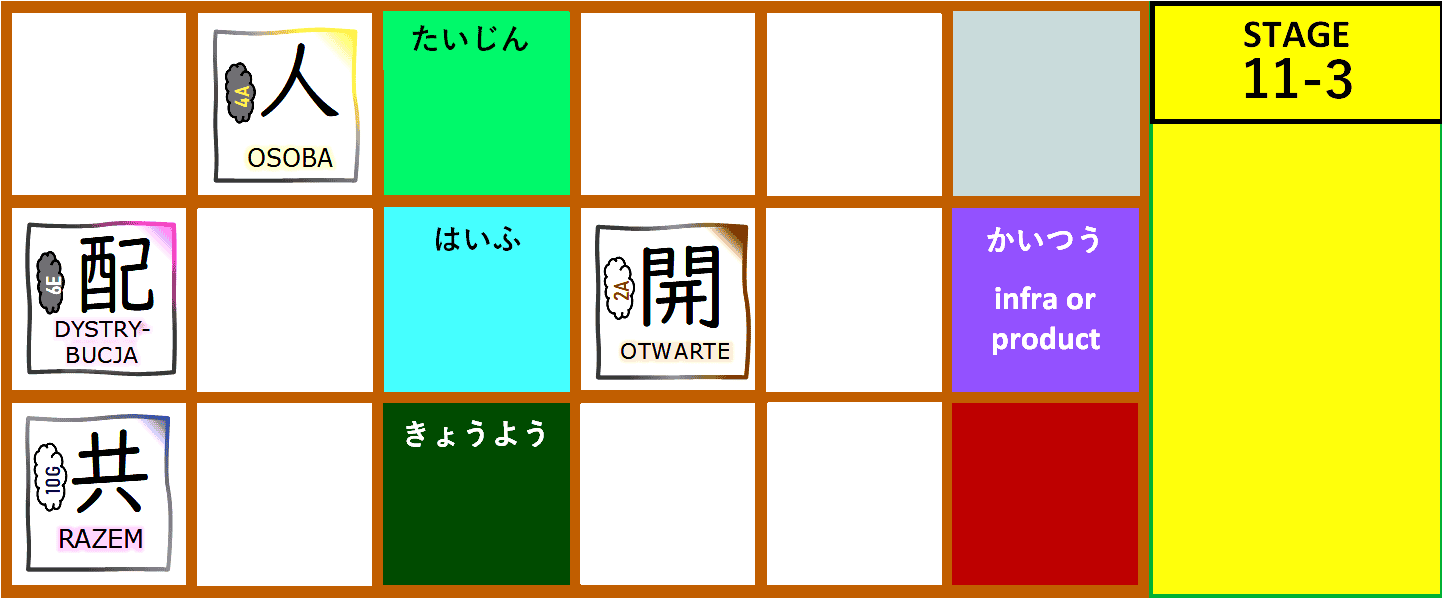 4A
人
OSOBA
たいじん
STAGE
11-3
6E
配
DYSTRY-
BUCJA
はいふ
2A
開
OTWARTE
かいつう
infra or
product
10G
共
RAZEM
きょうよう